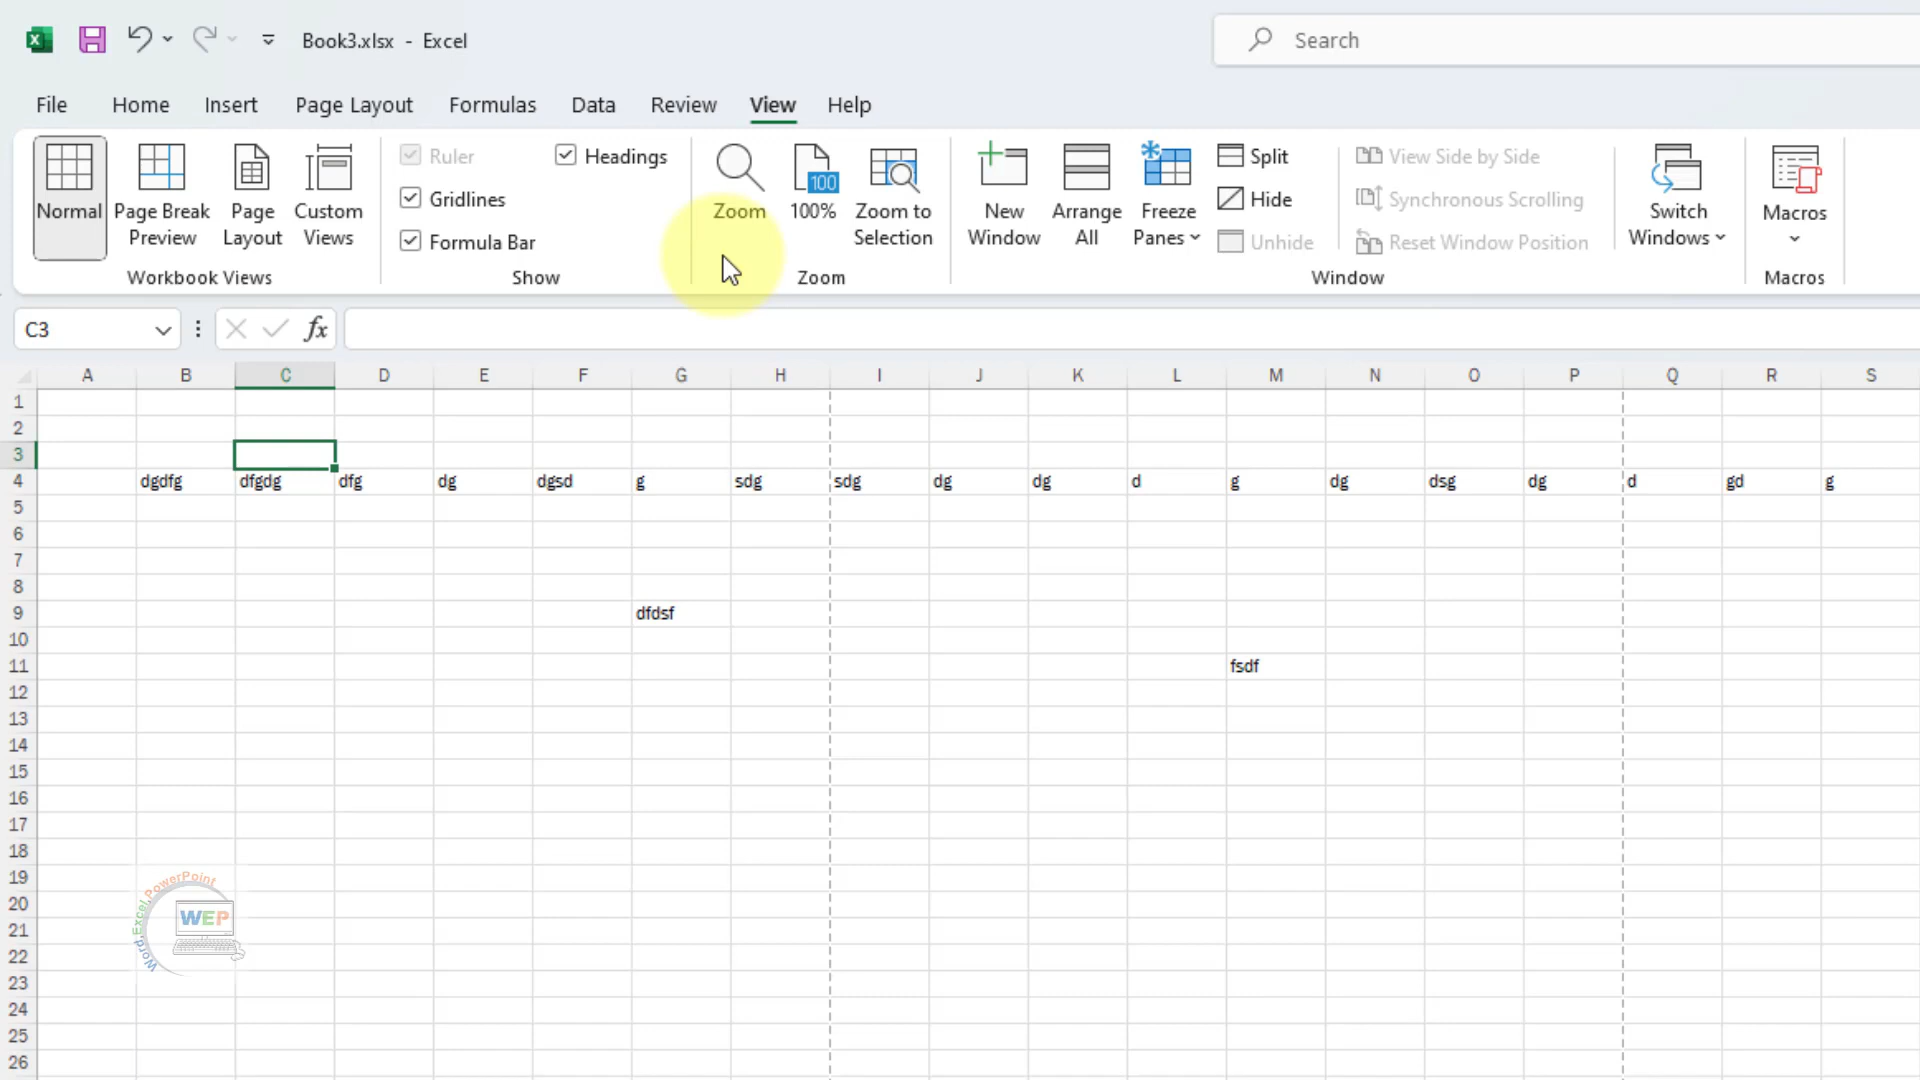 Book3.xlsx - Excel
Search
File Home Insert Page Layout Formulas Data Review View Help
Normal
Page Break Preview
Page Layout
Custom Views
Workbook Views
Ruler
Gridlines
Formula Bar
Headings
Show
Zoom
100
100%
Zoom to Selection
Zoom
New Window
Arrange All
Freeze Panes
Split
Hide
Unhide
View Side by Side
Synchronous Scrolling
Reset Window Position
Window
Switch Windows
Macros
Macros
C3 fx
A B C D E F G H I J K L M N O P Q R S
1
2
3
4 dgdfg dfgdg dfg dg dgsd g sdg sdg dg dg d g dg dsg dg d gd g
5
6
7
8
9 dfdsf
10
11 fsdf
12
13
14
15
16
17
18
19
20
21
22
23
24
25
26
Word,Excel,PowerPoint
WEP